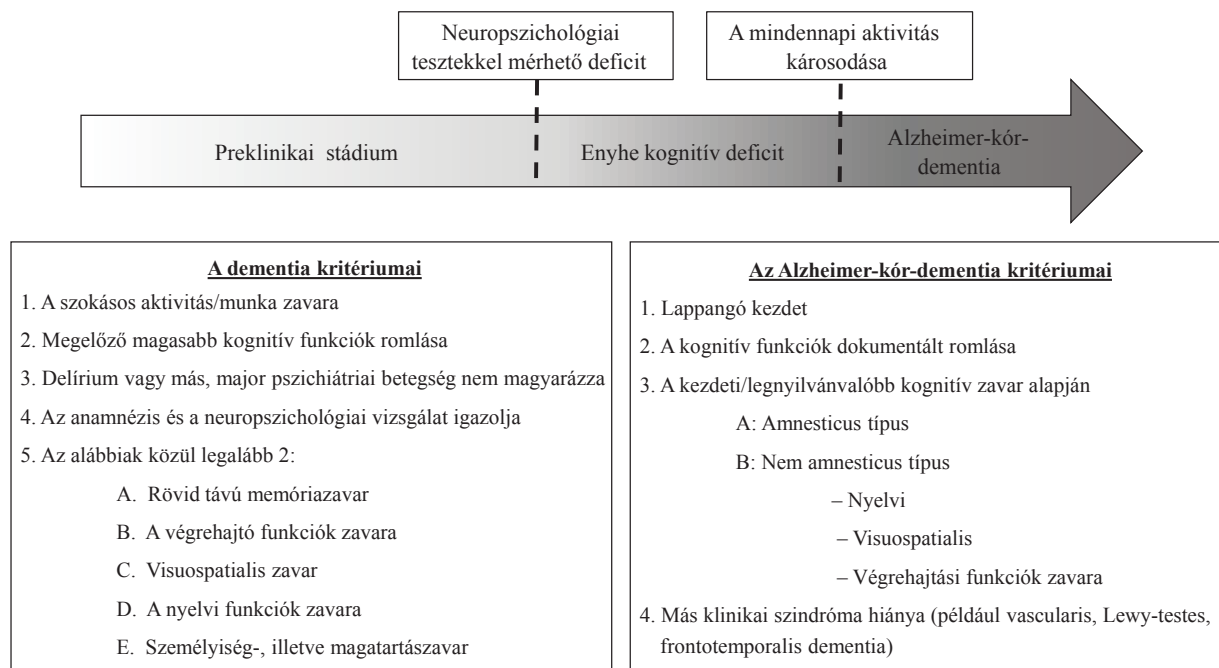 Neuropszichológiai
tesztekkel mérhető deficit
A mindennapi aktivitás
károsodása
Preklinikai stádium
Enyhe kognitív deficit
Alzheimer-kór-
dementia
A dementia kritériumai
1. A szokásos aktivitás/munka zavara
2. Megelőző magasabb kognitív funkciók romlása
3. Delírium vagy más, major pszichiátriai betegség nem magyarázza
4. Az anamnézis és a neuropszichológiai vizsgálat igazolja
5. Az alábbiak közül legalább 2:
A. Rövid távú memóriazavar
B. A végrehajtó funkciók zavara
C. Visuospatialis zavar
D. A nyelvi funkciók zavara
E. Személyiség-, illetve magatartászavar
Az Alzheimer-kór-dementia kritériumai
1. Lappangó kezdet
2. A kognitív funkciók dokumentált romlása
3. A kezdeti/legnyilvánvalóbb kognitív zavar alapján
A: Amnesticus típus
B: Nem amnesticus típus
– Nyelvi
– Visuospatialis
– Végrehajtási funkciók zavara
4. Más klinikai szindróma hiánya (például vascularis, Lewy-testes,
frontotemporalis dementia)